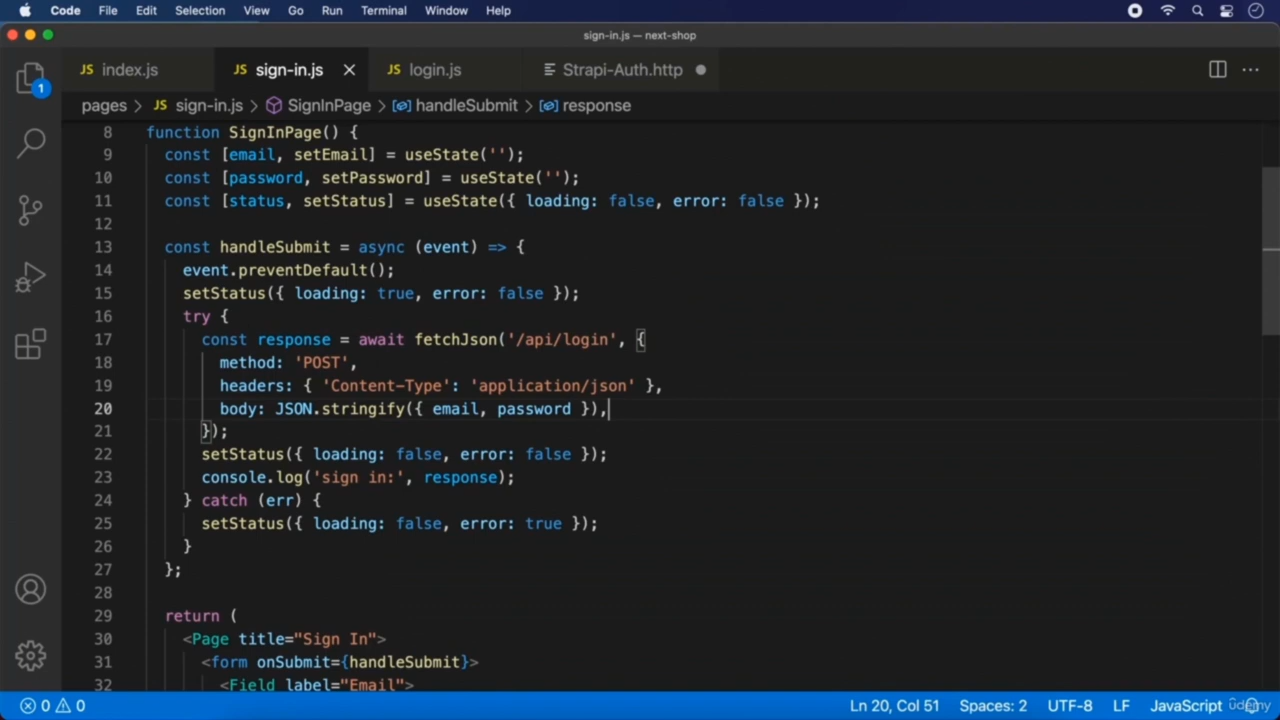 Code File Edit Selection View Go Run Terminal Window Help
sign-in.js — next-shop
JS index.js JS sign-in.js JS login.js Strapi-Auth.http
1
pages > JS sign-in.js > SignInPage > handleSubmit > response
8 function SignInPage() {
9 const [email, setEmail] = useState('');
10 const [password, setPassword] = useState('');
11 const [status, setStatus] = useState({ loading: false, error: false });
12
13 const handleSubmit = async (event) => {
14 event.preventDefault();
15 setStatus({ loading: true, error: false });
16 try {
17 const response = await fetchJson('/api/login', {
18 method: 'POST',
19 headers: { 'Content-Type': 'application/json' },
20 body: JSON.stringify({ email, password }),
21 });
22 setStatus({ loading: false, error: false });
23 console.log('sign in:', response);
24 } catch (err) {
25 setStatus({ loading: false, error: true });
26 }
27 };
28
29 return (
30 <Page title="Sign In">
31 <form onSubmit={handleSubmit}>
32 <Field label="Email">
0 0 Ln 20, Col 51 Spaces: 2 UTF-8 LF JavaScript
udemy